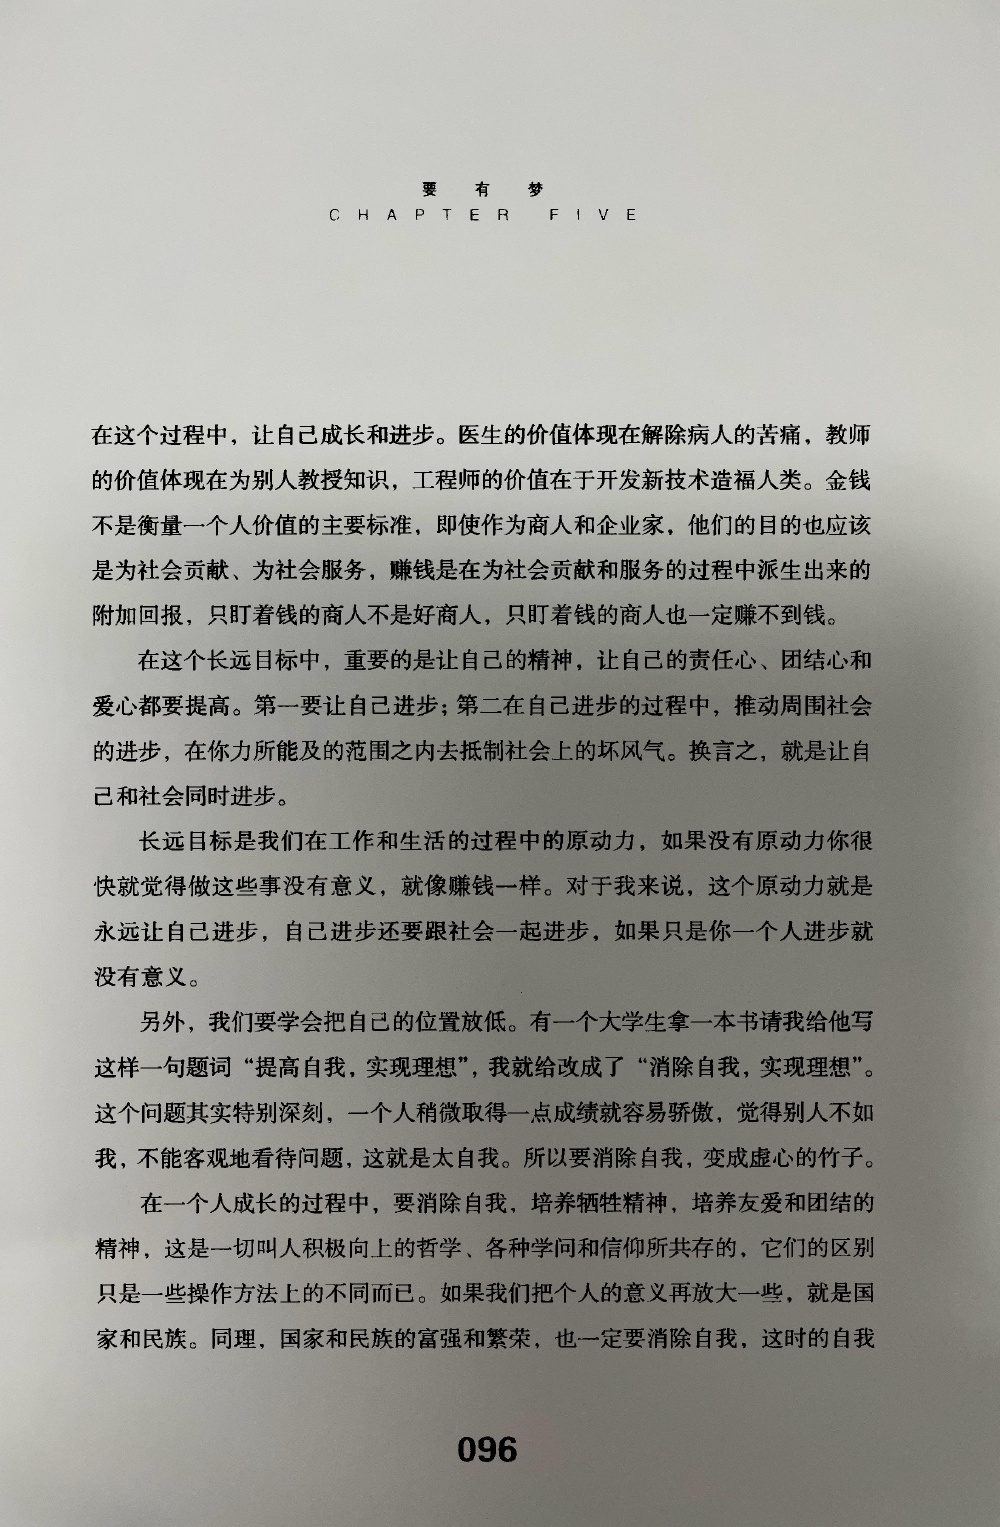 要有梦
CHAPTER FIVE
在这个过程中，让自己成长和进步。医生的价值体现在解除病人的苦痛，教师
的价值体现在为别人教授知识，工程师的价值在于开发新技术造福人类。金钱
不是衡量一个人价值的主要标准，即使作为商人和企业家，他们的目的也应该
是为社会贡献、为社会服务，赚钱是在为社会贡献和服务的过程中派生出来的
附加回报，只盯着钱的商人不是好商人，只盯着钱的商人也一定赚不到钱。
在这个长远目标中，重要的是让自己的精神，让自己的责任心、团结心和
爱心都要提高。第一要让自己进步；第二在自己进步的过程中，推动周围社会
的进步，在你力所能及的范围之内去抵制社会上的坏风气。换言之，就是让自
己和社会同时进步。
长远目标是我们在工作和生活的过程中的原动力，如果没有原动力你很
快就觉得做这些事没有意义，就像赚钱一样。对于我来说，这个原动力就是
永远让自己进步，自己进步还要跟社会一起进步，如果只是你一个人进步就
没有意义。
另外，我们要学会把自己的位置放低。有一个大学生拿一本书请我给他写
这样一句题词“提高自我，实现理想”，我就给改成了“消除自我，实现理想”。
这个问题其实特别深刻，一个人稍微取得一点成绩就容易骄傲，觉得别人不如
我，不能客观地看待问题，这就是太自我。所以要消除自我，变成虚心的竹子。
在一个人成长的过程中，要消除自我，培养牺牲精神，培养友爱和团结的
精神，这是一切叫人积极向上的哲学、各种学问和信仰所共存的，它们的区别
只是一些操作方法上的不同而已。如果我们把个人的意义再放大一些，就是国
家和民族。同理，国家和民族的富强和繁荣，也一定要消除自我，这时的自我
096